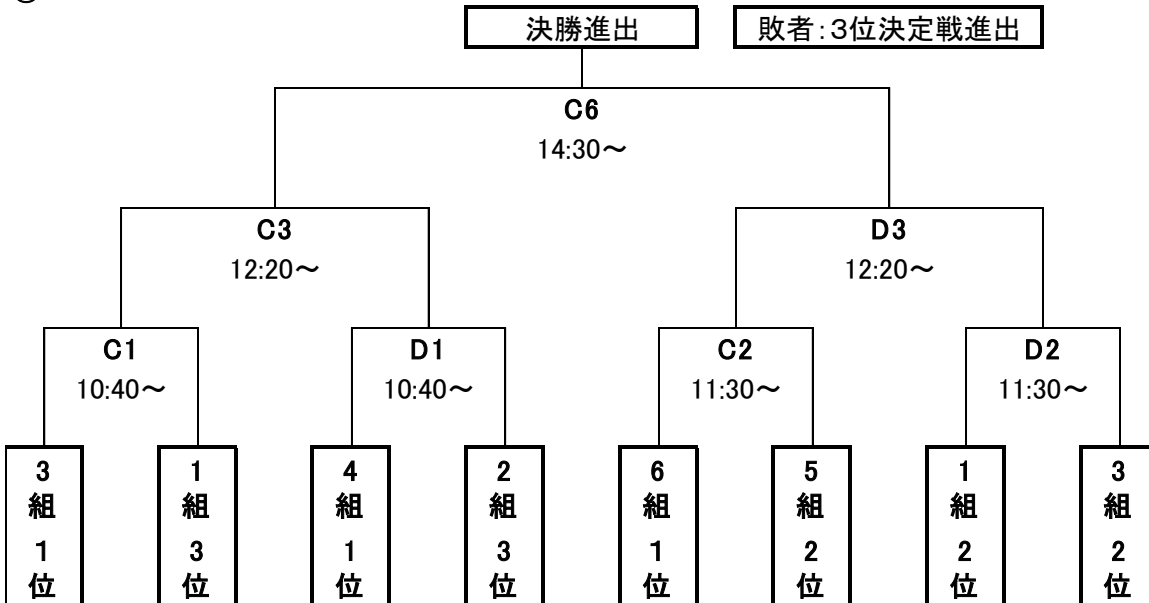 決勝進出
敗者:3位決定戦進出
C6
14:30～
C3
12:20～
D3
12:20～
C1
10:40～
D1
10:40～
C2
11:30～
D2
11:30～
3組1位
1組3位
4組1位
2組3位
6組1位
5組2位
1組2位
3組2位